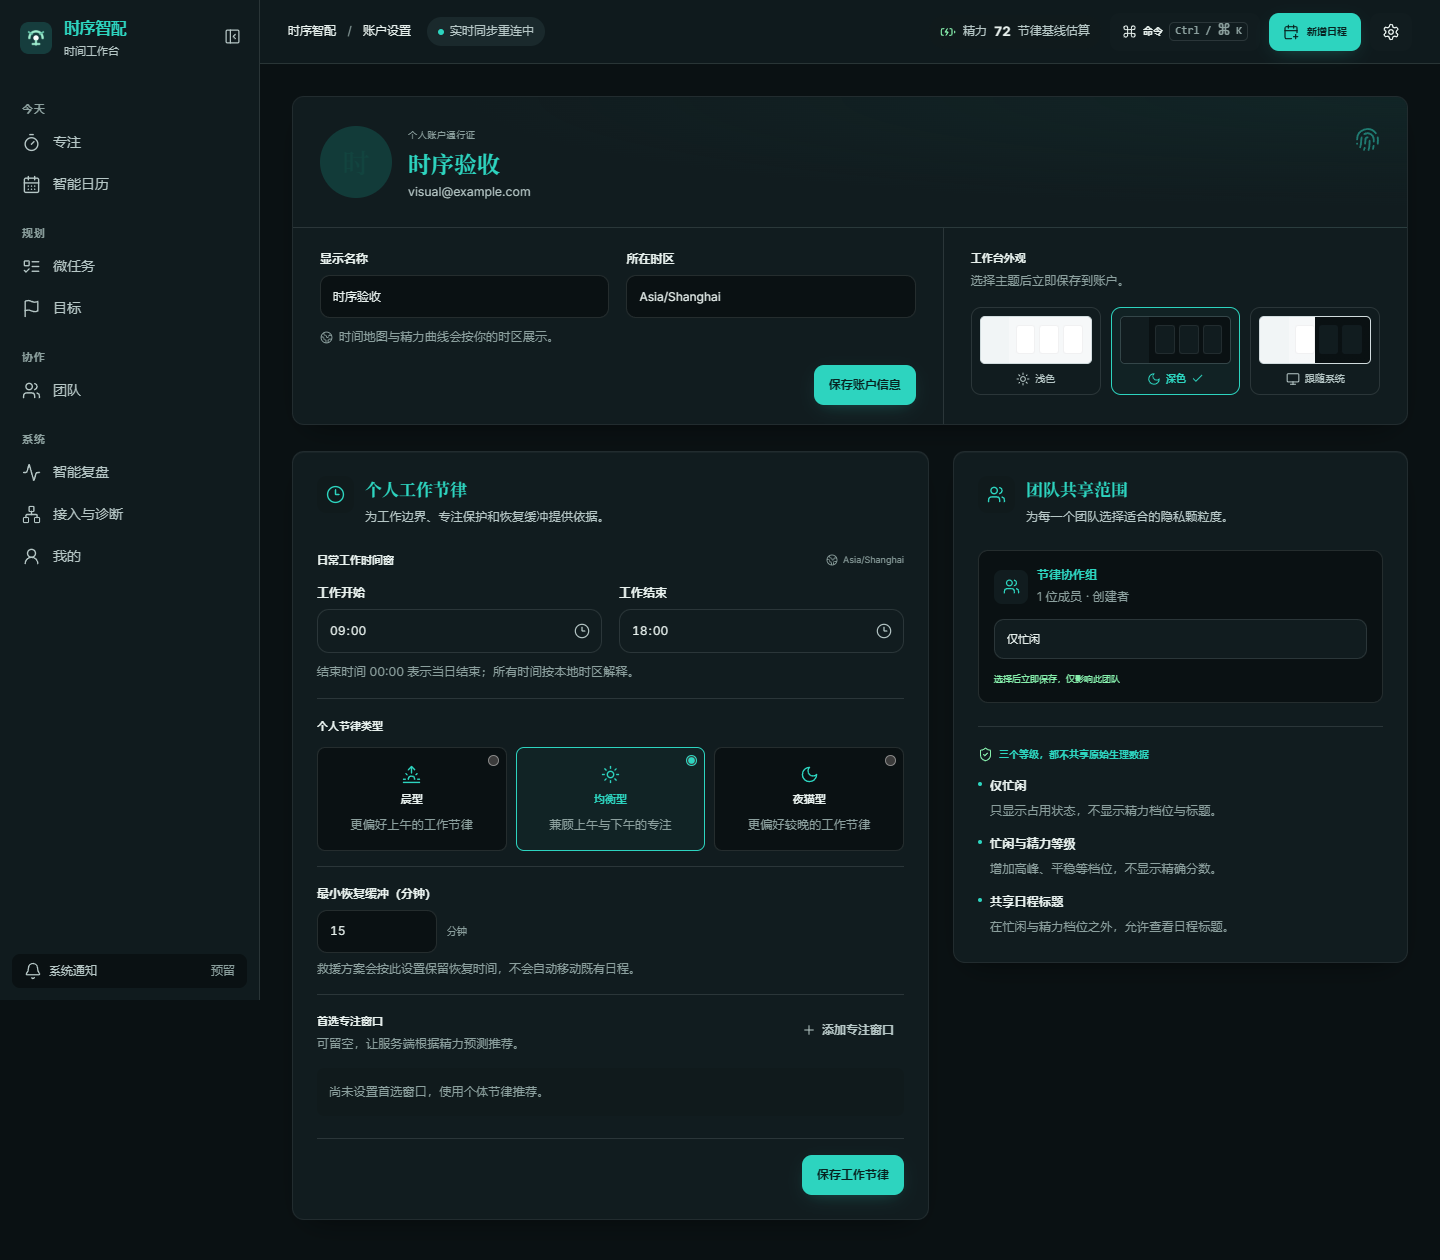 时序智配
时间工作台
今天
专注
智能日历
规划
微任务
目标
协作
团队
系统
智能复盘
接入与诊断
我的
系统通知
预留
时序智配 / 账户设置
实时同步重连中
精力 72 节律基线估算
命令 Ctrl / ⌘ K
新增日程
时
个人账户通行证
时序验收
visual@example.com
显示名称
时序验收
所在时区
Asia/Shanghai
时间地图与精力曲线会按你的时区展示。
保存账户信息
工作台外观
选择主题后立即保存到账户。
浅色
深色
跟随系统
个人工作节律
为工作边界、专注保护和恢复缓冲提供依据。
日常工作时间窗
Asia/Shanghai
工作开始
09:00
工作结束
18:00
结束时间 00:00 表示当日结束；所有时间按本地时区解释。
个人节律类型
晨型
更偏好上午的工作节律
均衡型
兼顾上午与下午的专注
夜猫型
更偏好较晚的工作节律
最小恢复缓冲（分钟）
15
分钟
救援方案会按此设置保留恢复时间，不会自动移动既有日程。
首选专注窗口
可留空，让服务端根据精力预测推荐。
添加专注窗口
尚未设置首选窗口，使用个体节律推荐。
保存工作节律
团队共享范围
为每一个团队选择适合的隐私颗粒度。
节律协作组
1 位成员 · 创建者
仅忙闲
选择后立即保存，仅影响此团队
三个等级，都不共享原始生理数据
仅忙闲
只显示占用状态，不显示精力档位与标题。
忙闲与精力等级
增加高峰、平稳等档位，不显示精确分数。
共享日程标题
在忙闲与精力档位之外，允许查看日程标题。